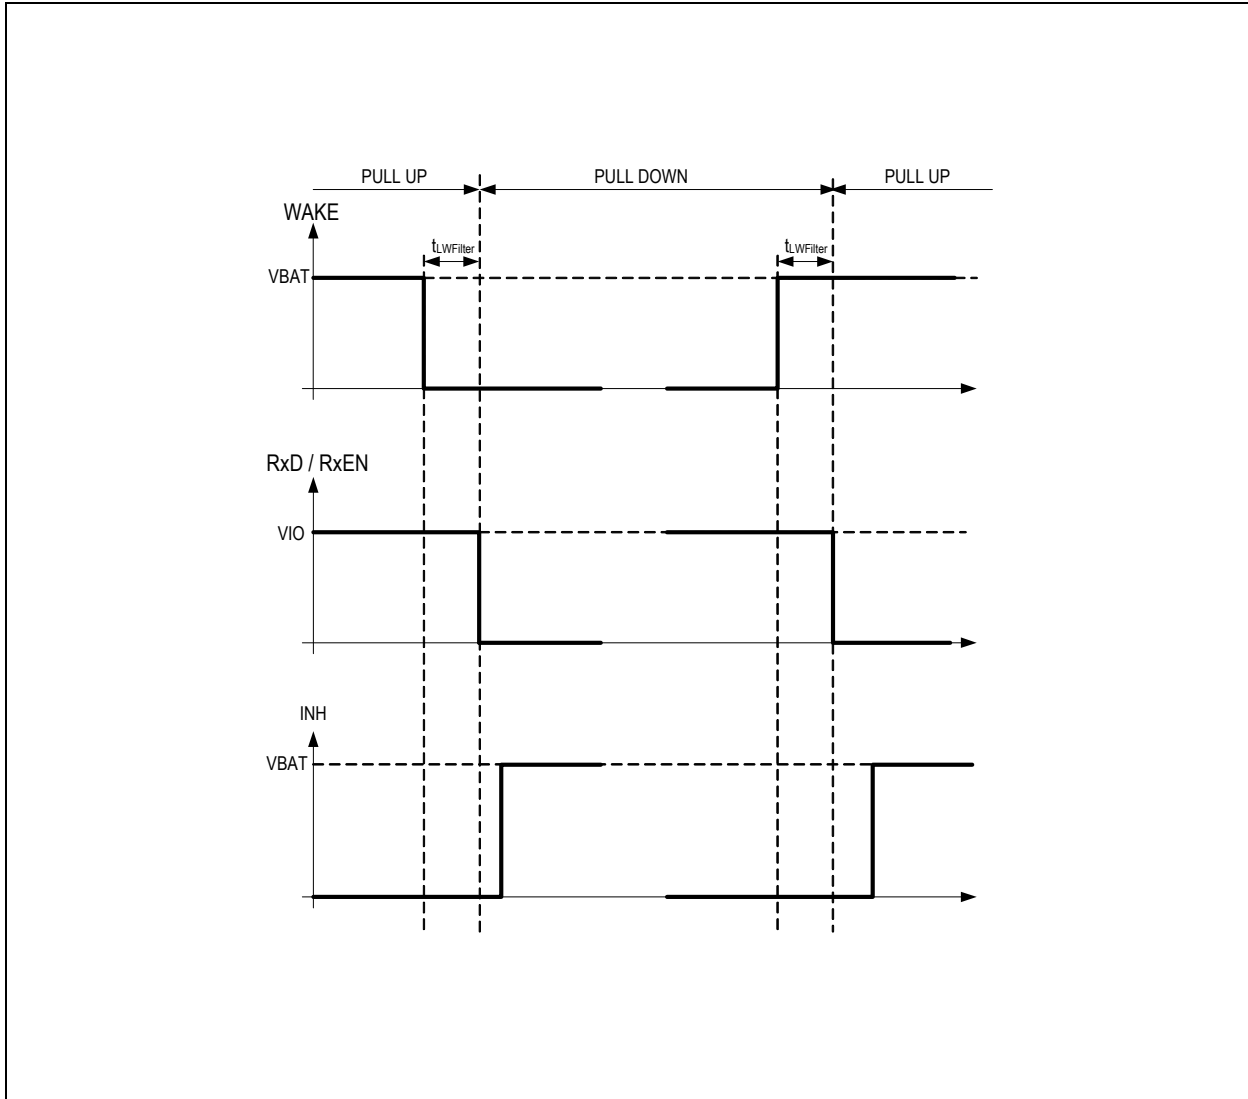 PULL UP
PULL DOWN
PULL UP
WAKE
tLWFilter
tLWFilter
VBAT
RxD / RxEN
VIO
INH
VBAT